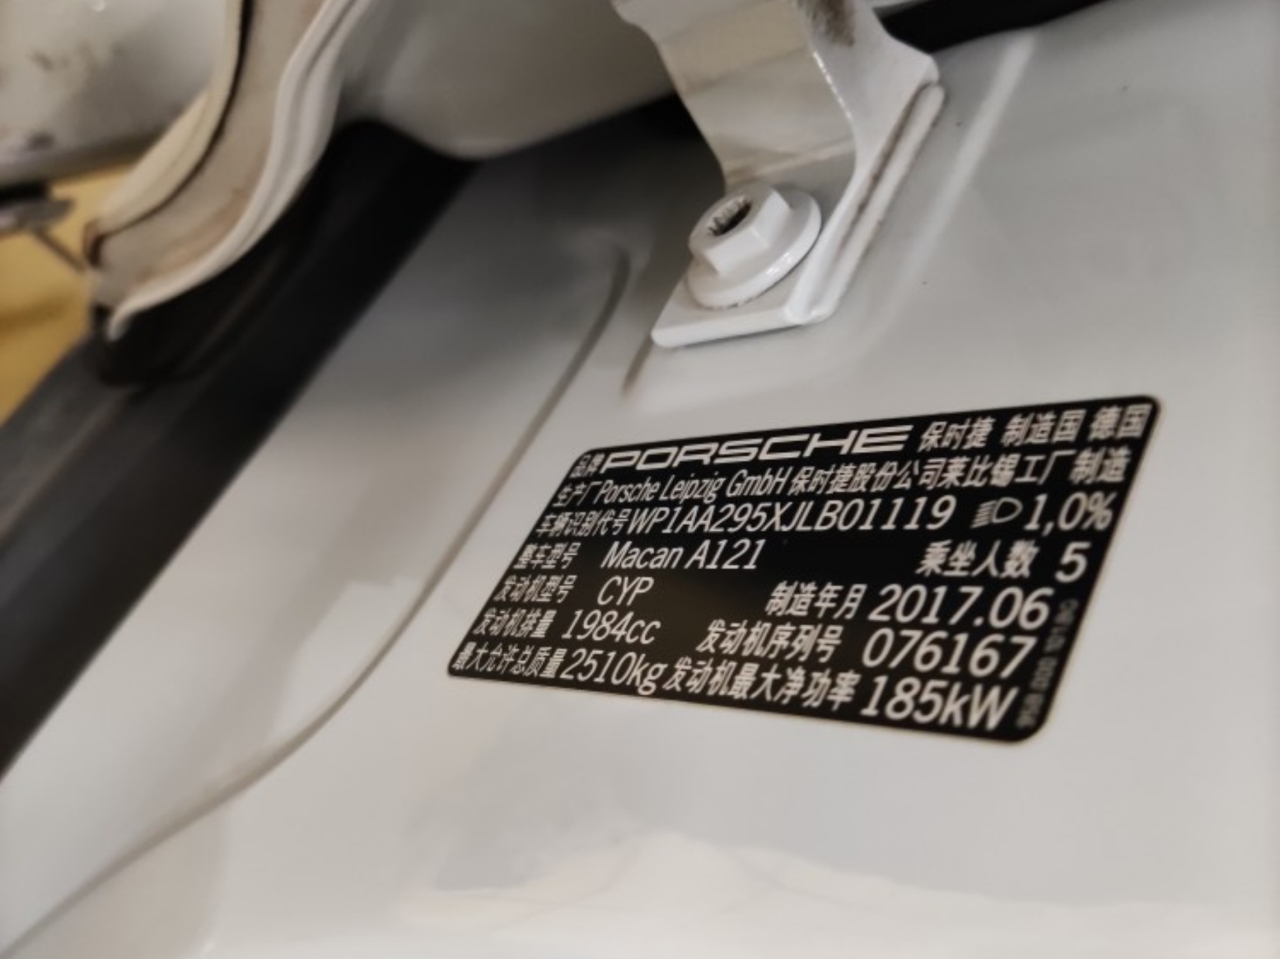 品牌 PORSCHE 保时捷 制造国 德国
生产厂 Porsche Leipzig GmbH 保时捷股份公司莱比锡工厂制造
车辆识别代号 WP1AA295XJLB01119 1,0%
整车型号 Macan A121 乘坐人数 5
发动机型号 CYP 制造年月 2017.06
发动机排量 1984cc 发动机序列号 076167
最大允许总质量 2510kg 发动机最大净功率 185kW